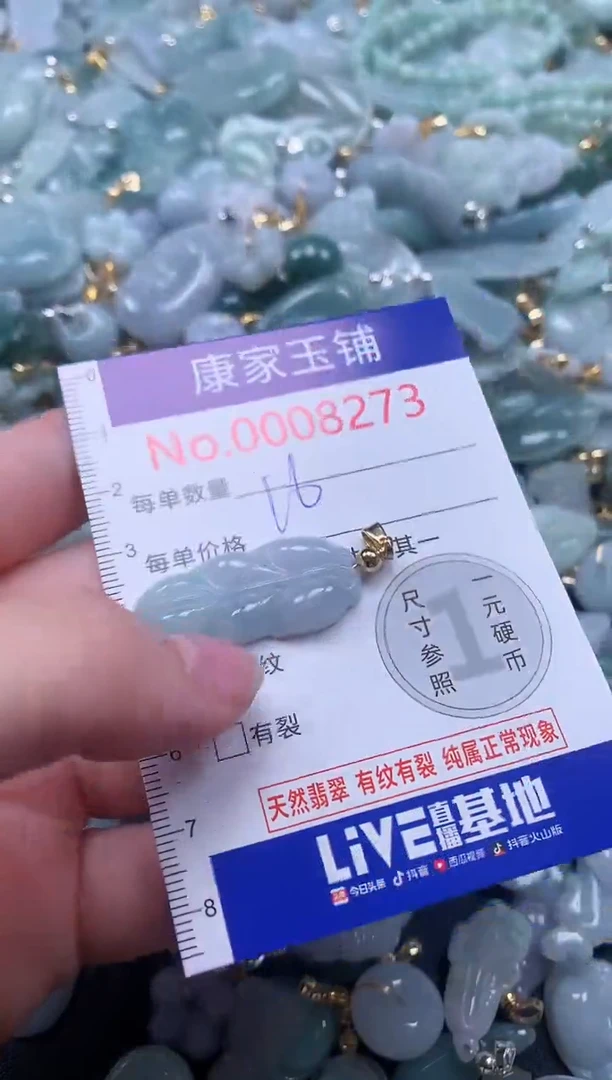 康家玉铺
No.0008273
每单数量
16
每单价格
其一
纹
有裂
一元硬币
1
尺寸参照
天然翡翠 有纹有裂 纯属正常现象
LiVE直播基地
今日头条 抖音 西瓜视频 抖音火山版
0
1
2
3
6
7
8